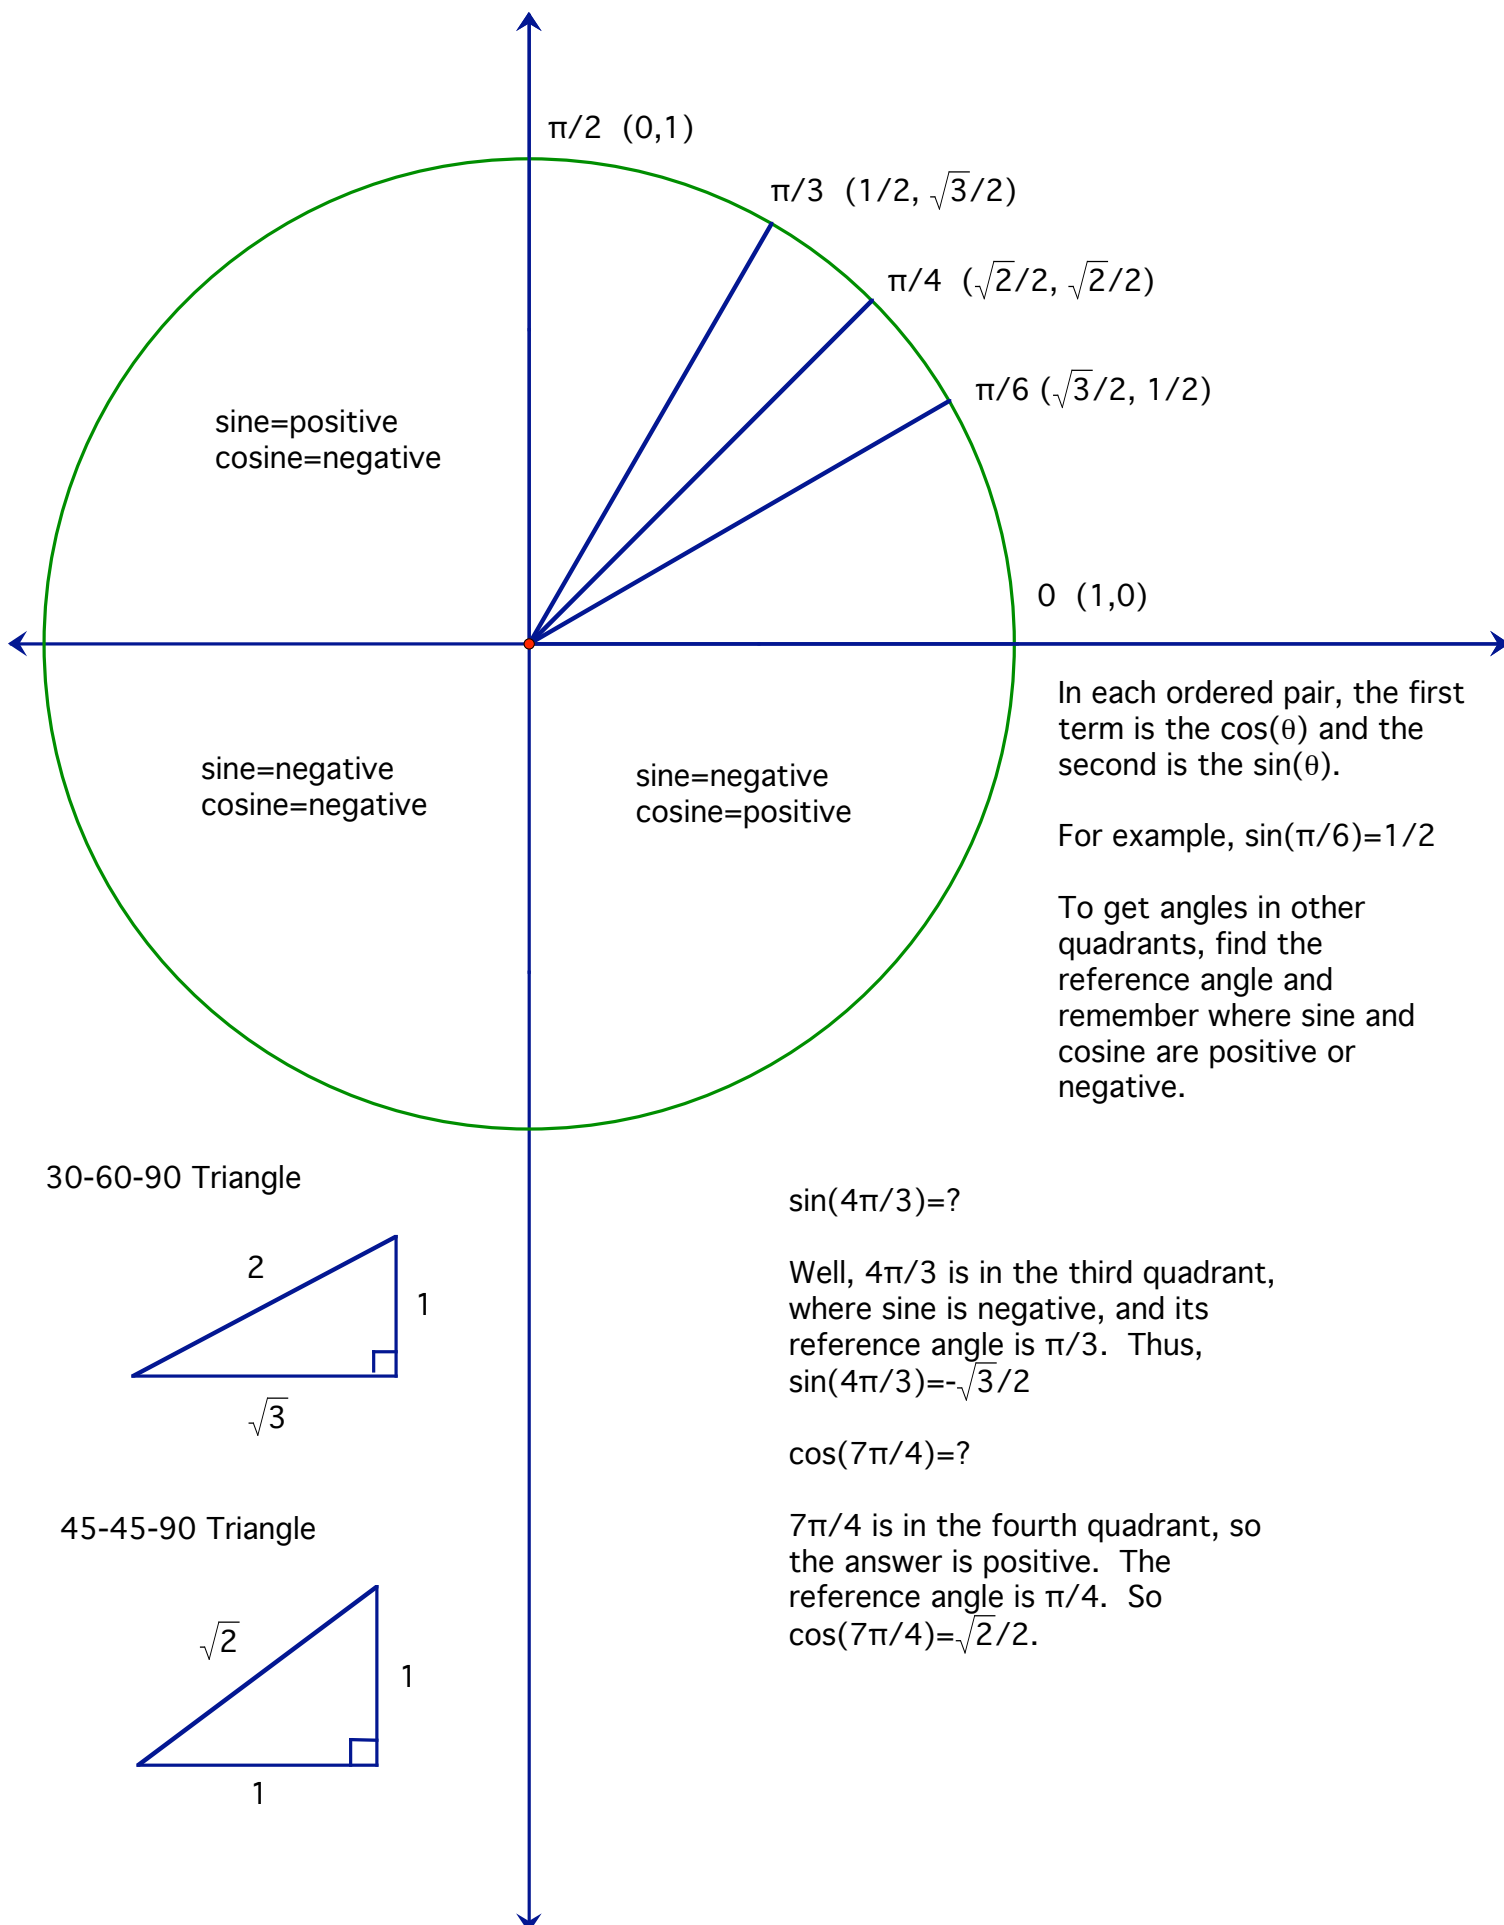 π/2  (0,1)
π/3  (1/2, √3/2)
π/4  (√2/2, √2/2)
π/6 (√3/2, 1/2)
sine=positive
cosine=negative
0  (1,0)
sine=negative
cosine=negative
sine=negative
cosine=positive
In each ordered pair, the first
term is the cos(θ) and the
second is the sin(θ).
For example, sin(π/6)=1/2
To get angles in other
quadrants, find the
reference angle and
remember where sine and
cosine are positive or
negative.
30-60-90 Triangle
2
1
√3
45-45-90 Triangle
√2
1
1
sin(4π/3)=?
Well, 4π/3 is in the third quadrant,
where sine is negative, and its
reference angle is π/3.  Thus,
sin(4π/3)=-√3/2
cos(7π/4)=?
7π/4 is in the fourth quadrant, so
the answer is positive.  The
reference angle is π/4.  So
cos(7π/4)=√2/2.